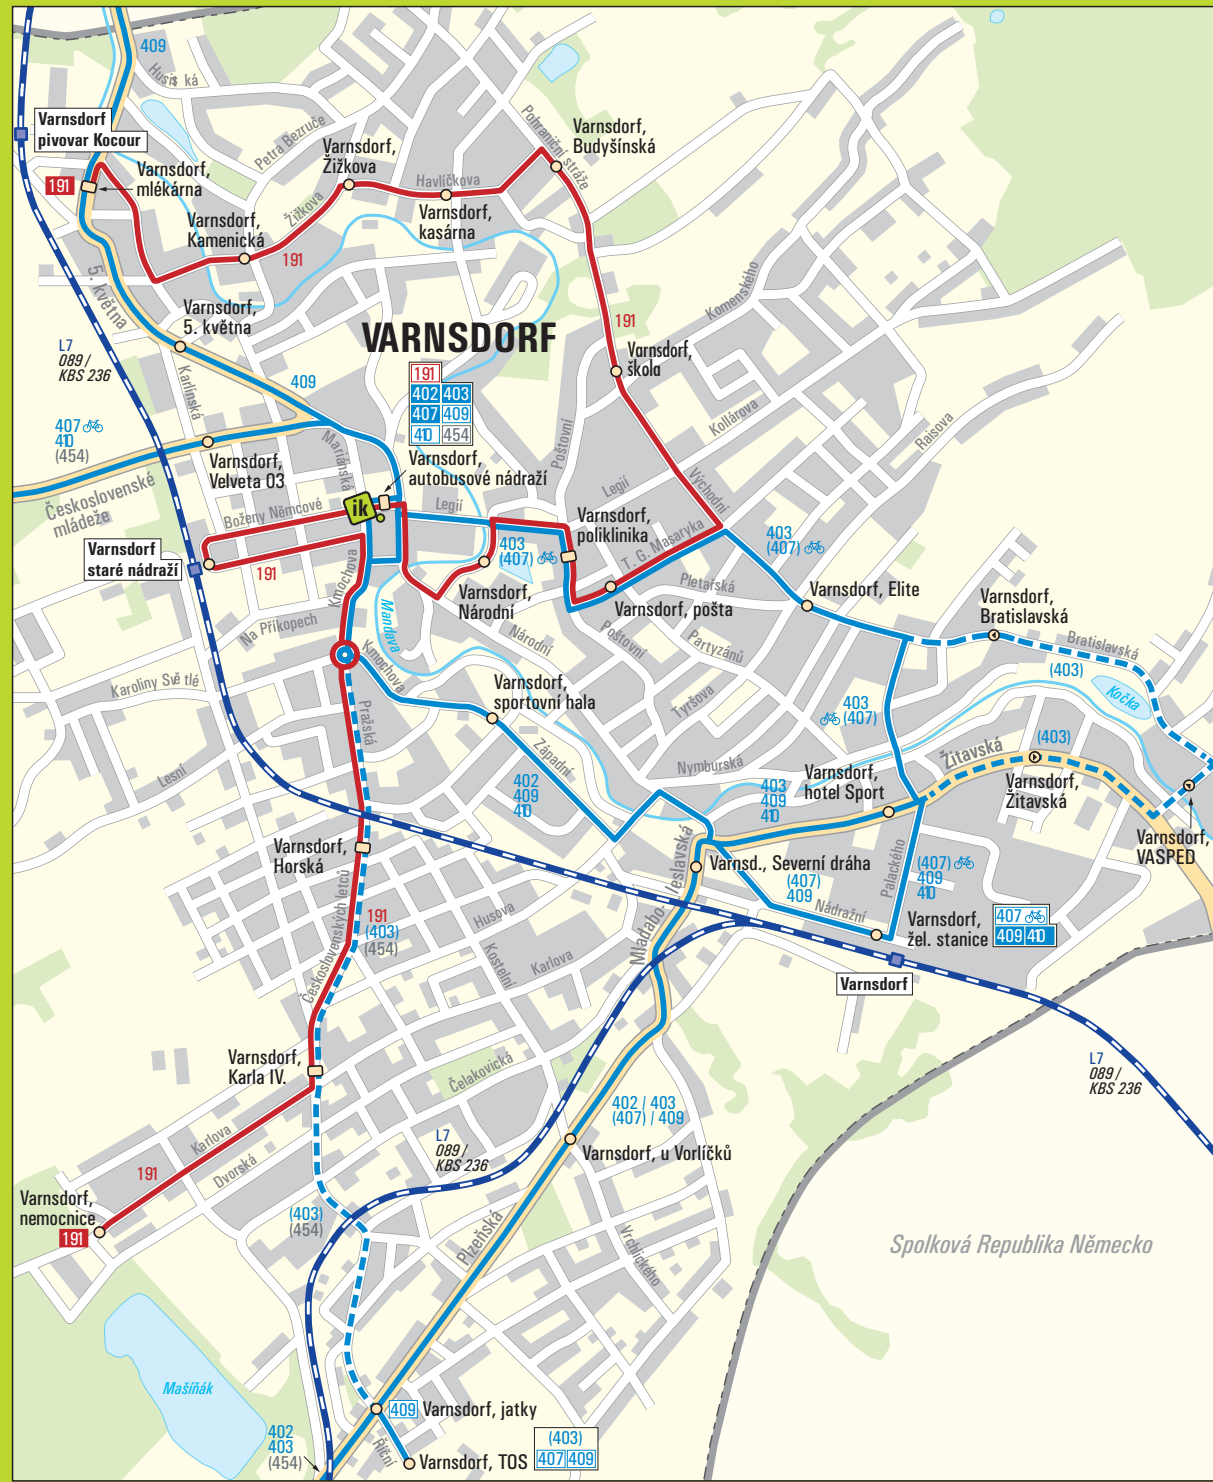 409
Husitská
Varnsdorf
pivovar Kocour
Petra Bezruče
Pohraniční stráže
Varnsdorf,
Budyšínská
Varnsdorf,
Žižkova
Varnsdorf,
mlékárna
191
Havlíčkova
Žižkova
Varnsdorf,
Kamenická
Varnsdorf,
kasárna
191
5. května
Varnsdorf,
5. května
Komenského
VARNSDORF
191
Varnsdorf,
škola
L7
089 /
KBS 236
Karlínská
409
191
402 403
407 409
410 454
Kollárova
Raisova
407
410
(454)
Mariánská
Poštovní
Varnsdorf,
Velveta 03
Varnsdorf,
autobusové nádraží
Legií
Východní
Československé
mládeže
Boženy Němcové
ik
Legií
Varnsdorf,
poliklinika
T. G. Masaryka
403
(407)
403
(407)
Varnsdorf
staré nádraží
191
Kmochova
Pletařská
Varnsdorf, Elite
Varnsdorf,
Národní
Varnsdorf, pošta
Varnsdorf,
Bratislavská
Mandava
Na Příkopech
Národní
Poštovní
Partyzánů
Bratislavská
Kmochova
(403)
Karoliny Světlé
Varnsdorf,
sportovní hala
Tyršova
403
(407)
Kočka
Pražská
Západní
Žitavská
(403)
Lesní
Nymburská
Varnsdorf,
hotel Sport
Varnsdorf,
Žitavská
402
409
410
403
409
410
Varnsdorf,
VASPED
Varnsdorf,
Horská
Mladaboleslavská
Varnsd., Severní dráha
Palackého
(407)
409
410
(407)
409
Nádražní
Československých letců
Husova
191
(403)
(454)
Varnsdorf,
žel. stanice
407
409 410
Kostelní
Karlova
Varnsdorf
Varnsdorf,
Karla IV.
Čelakovická
L7
089 /
KBS 236
402 / 403
(407) / 409
Karlova
L7
089 /
KBS 236
Varnsdorf, u Vorlíčků
Dvorská
191
Varnsdorf,
nemocnice
191
(403)
(454)
Plzeňská
Vrchlického
Spolková Republika Německo
Mašíňák
409
Varnsdorf, jatky
402
403
(454)
Říční
Varnsdorf, TOS
(403)
407 409